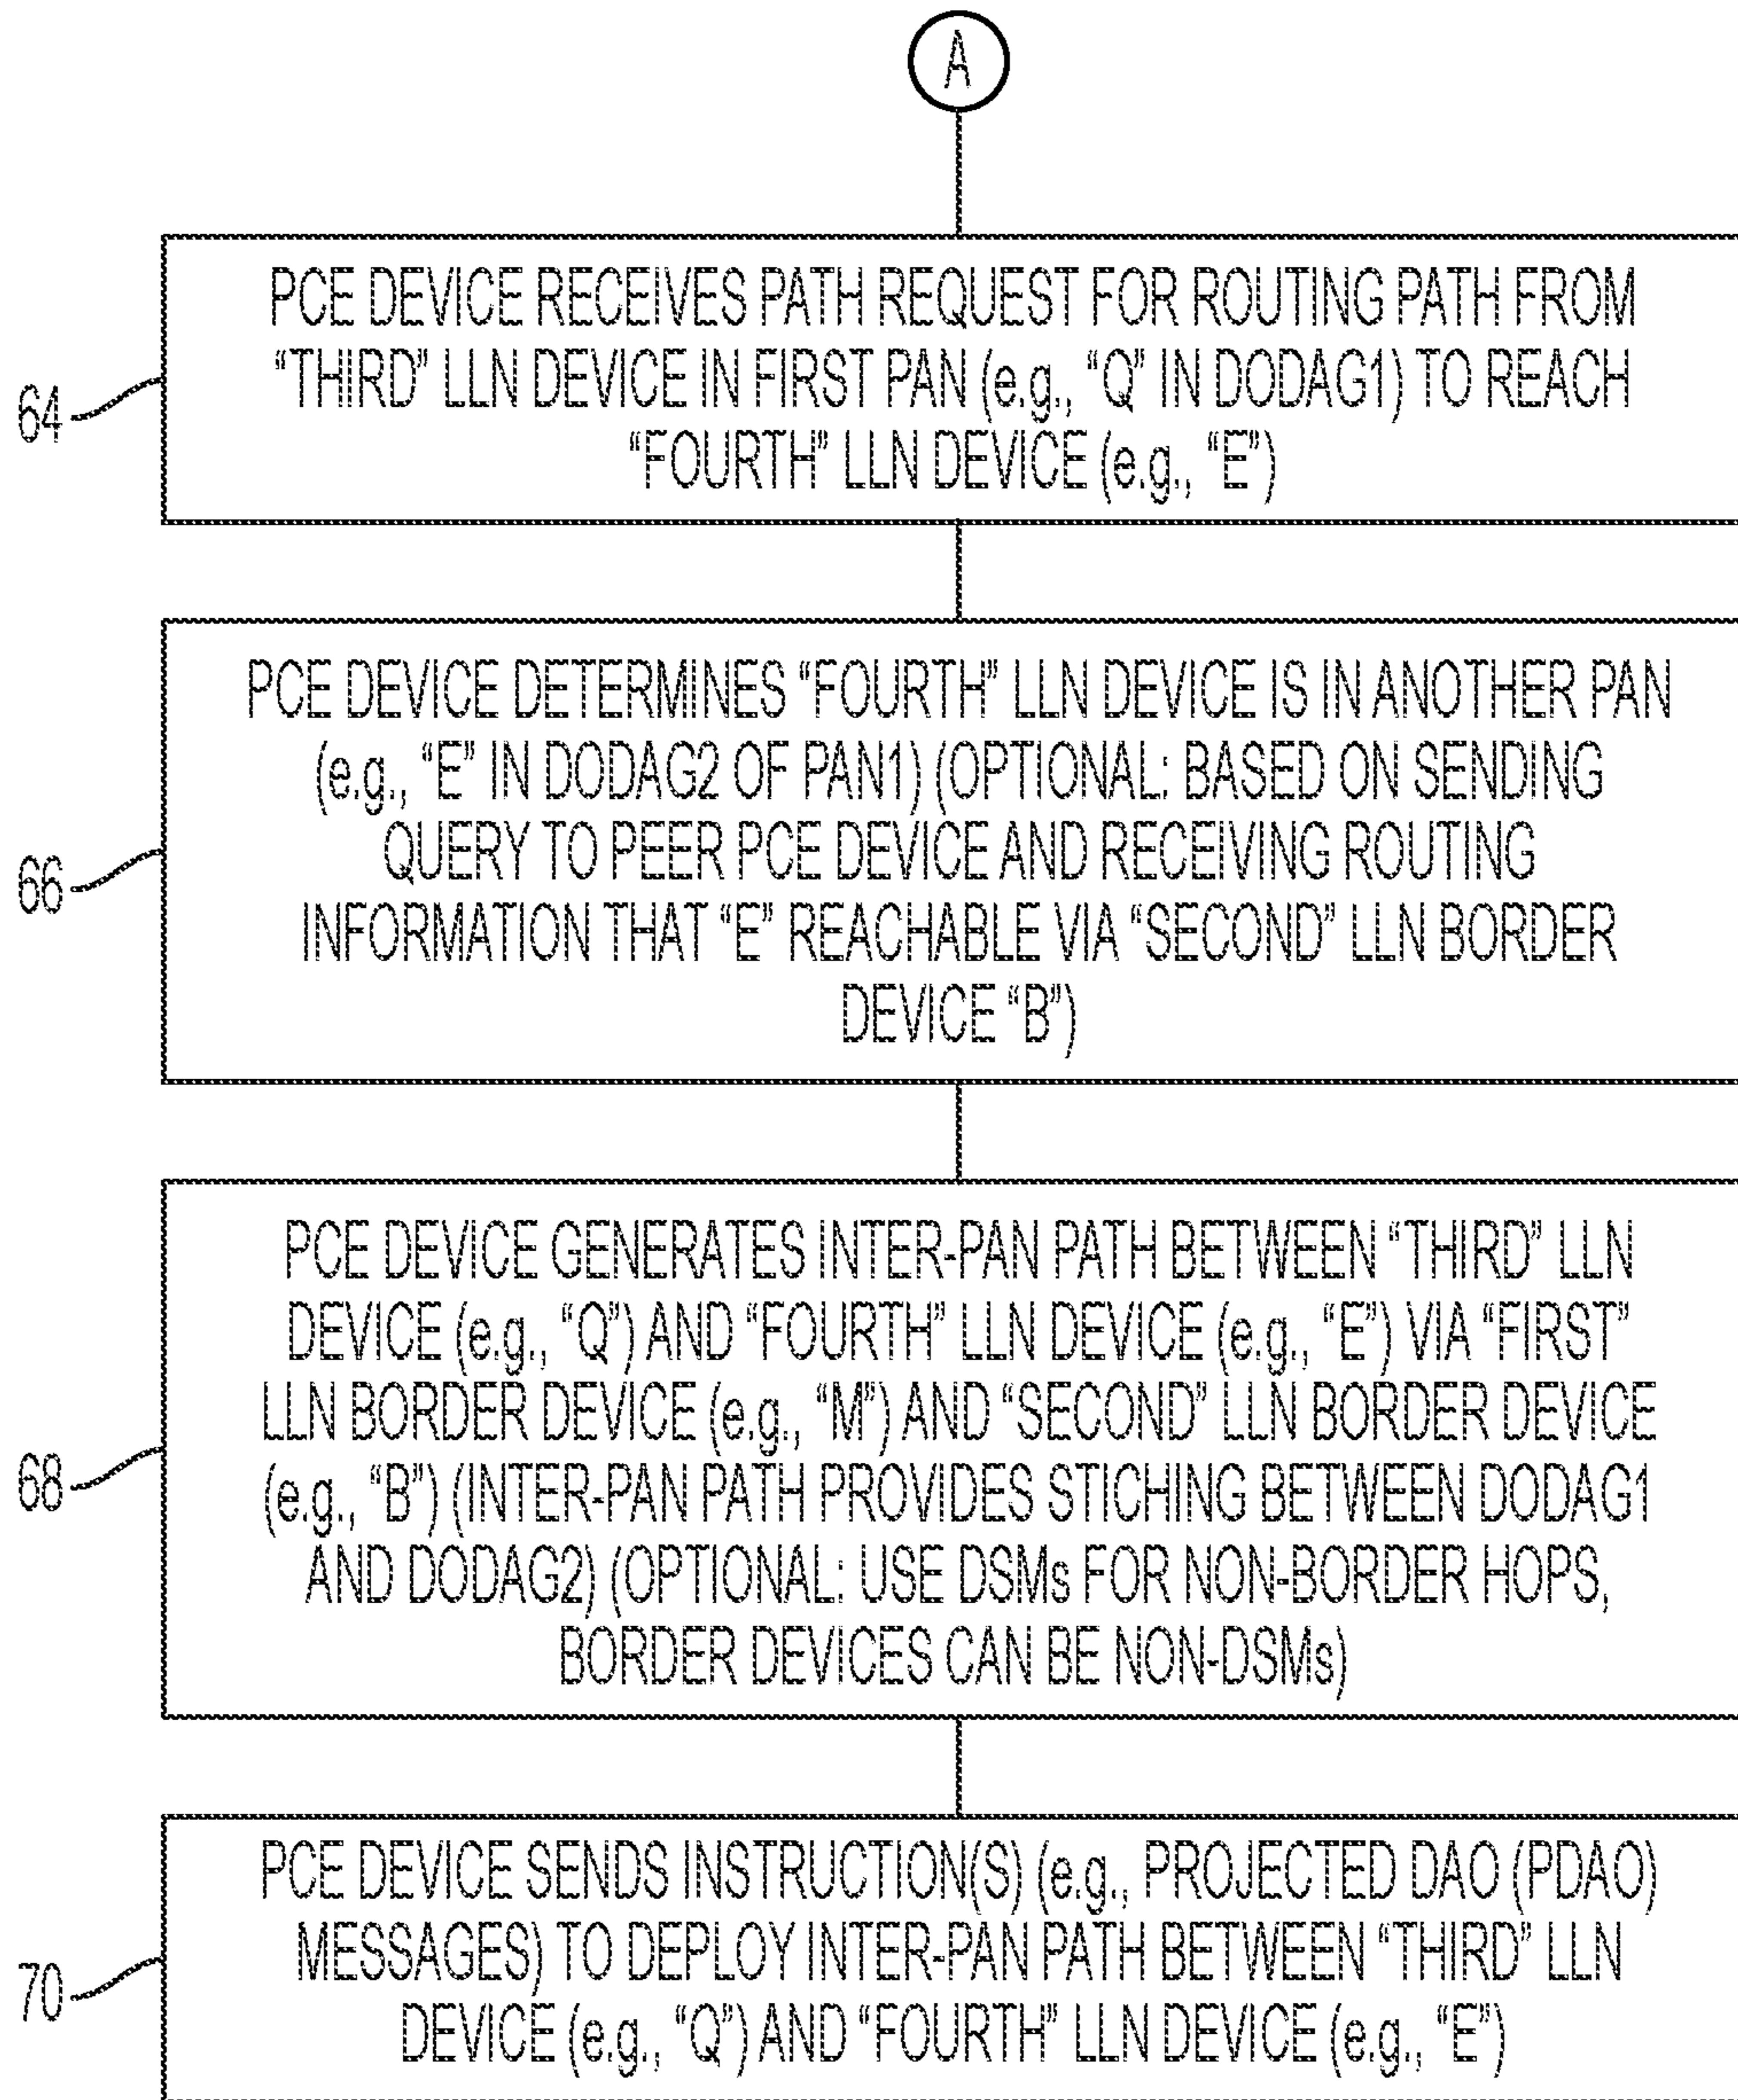 A
PCE DEVICE RECEIVES PATH REQUEST FOR ROUTING PATH FROM
“THIRD” LLN DEVICE IN FIRST PAN (e.g., “Q” IN DODAG1) TO REACH
“FOURTH” LLN DEVICE (e.g., “E”)
64
PCE DEVICE DETERMINES “FOURTH” LLN DEVICE IS IN ANOTHER PAN
(e.g., “E” IN DODAG2 OF PAN1) (OPTIONAL: BASED ON SENDING
QUERY TO PEER PCE DEVICE AND RECEIVING ROUTING
INFORMATION THAT “E” REACHABLE VIA “SECOND” LLN BORDER
DEVICE “B”)
66
PCE DEVICE GENERATES INTER-PAN PATH BETWEEN “THIRD” LLN
DEVICE (e.g., “Q”) AND “FOURTH” LLN DEVICE (e.g., “E”) VIA “FIRST”
LLN BORDER DEVICE (e.g., “M”) AND “SECOND” LLN BORDER DEVICE
(e.g., “B”) (INTER-PAN PATH PROVIDES STICHING BETWEEN DODAG1
AND DODAG2) (OPTIONAL: USE DSMs FOR NON-BORDER HOPS,
BORDER DEVICES CAN BE NON-DSMs)
68
PCE DEVICE SENDS INSTRUCTION(S) (e.g., PROJECTED DAO (PDAO)
MESSAGES) TO DEPLOY INTER-PAN PATH BETWEEN “THIRD” LLN
DEVICE (e.g., “Q”) AND “FOURTH” LLN DEVICE (e.g., “E”)
70